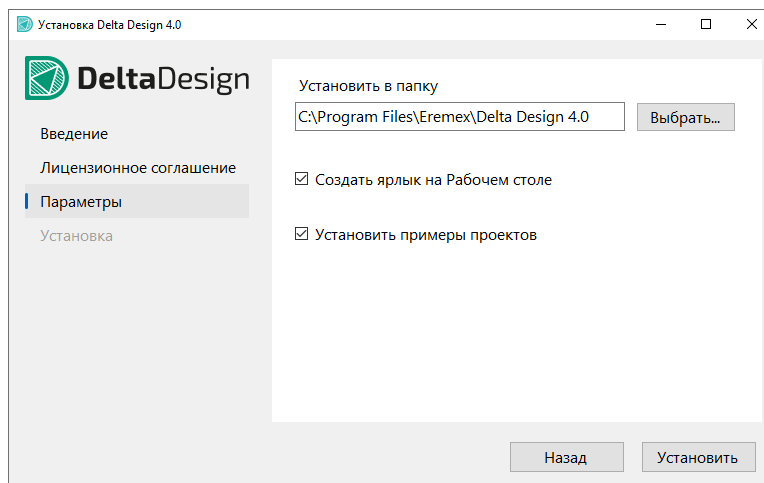 Установка Delta Design 4.0
DeltaDesign
Введение
Лицензионное соглашение
Параметры
Установка
Установить в папку
C:\Program Files\Eremex\Delta Design 4.0
Выбрать...
Создать ярлык на Рабочем столе
Установить примеры проектов
Назад
Установить